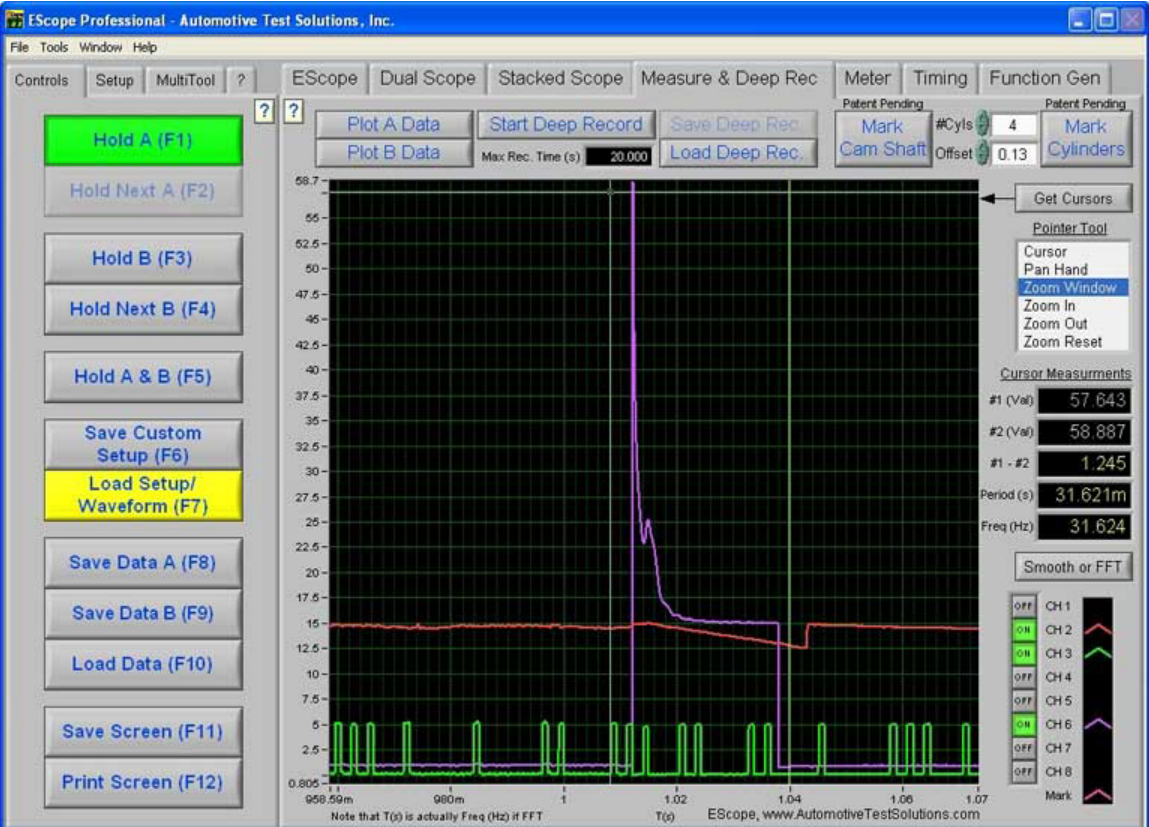 EScope Professional - Automotive Test Solutions, Inc.
File Tools Window Help
Controls Setup MultiTool ?
EScope Dual Scope Stacked Scope Measure & Deep Rec Meter Timing Function Gen
?
Hold A (F1)
Hold Next A (F2)
Hold B (F3)
Hold Next B (F4)
Hold A & B (F5)
Save Custom
Setup (F6)
Load Setup/
Waveform (F7)
Save Data A (F8)
Save Data B (F9)
Load Data (F10)
Save Screen (F11)
Print Screen (F12)
?
Plot A Data
Plot B Data
Start Deep Record
Max Rec. Time (s) 20.000
Save Deep Rec.
Load Deep Rec.
Patent Pending
Mark
Cam Shaft
#Cyls 4
Offset 0.13
Patent Pending
Mark
Cylinders
58.7
55
52.5
50
47.5
45
42.5
40
37.5
35
32.5
30
27.5
25
22.5
20
17.5
15
12.5
10
7.5
5
2.5
0.805
958.59m 980m 1 1.02 1.04 1.06 1.07
Note that T(s) is actually Freq (Hz) if FFT
T(s)
EScope, www.AutomotiveTestSolutions.com
Get Cursors
Pointer Tool
Cursor
Pan Hand
Zoom Window
Zoom In
Zoom Out
Zoom Reset
Cursor Measurments
#1 (Val) 57.643
#2 (Val) 58.887
#1 - #2 1.245
Period (s) 31.621m
Freq (Hz) 31.624
Smooth or FFT
OFF CH 1
ON CH 2
ON CH 3
OFF CH 4
OFF CH 5
ON CH 6
OFF CH 7
OFF CH 8
Mark